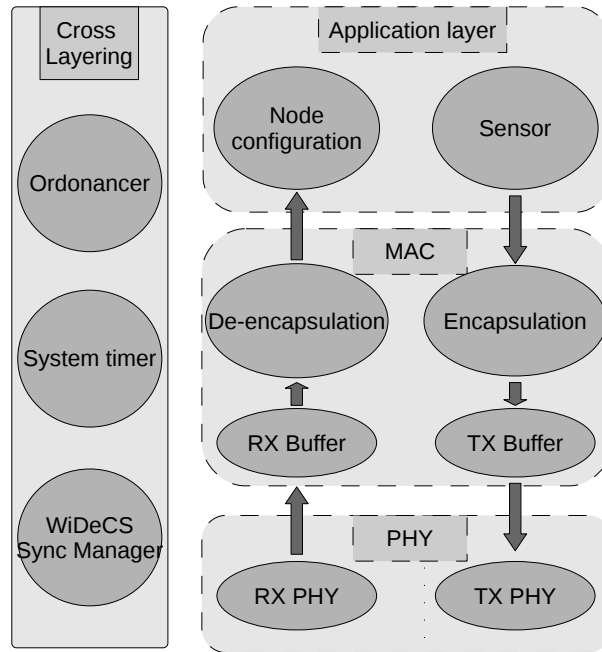 Cross
Layering
Ordonancer
System timer
WiDeCS
Sync Manager
Application layer
Node
configuration
Sensor
MAC
De-encapsulation
Encapsulation
RX Buffer
TX Buffer
PHY
RX PHY
TX PHY